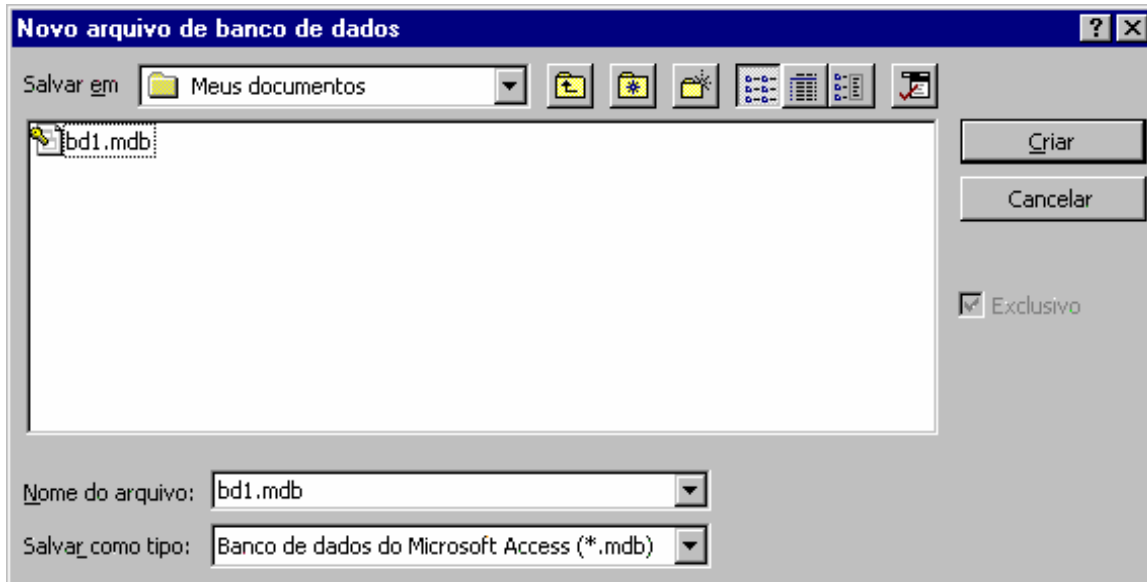 Novo arquivo de banco de dados
Salvar em Meus documentos
bd1.mdb
Criar
Cancelar
Exclusivo
Nome do arquivo: bd1.mdb
Salvar como tipo: Banco de dados do Microsoft Access (*.mdb)